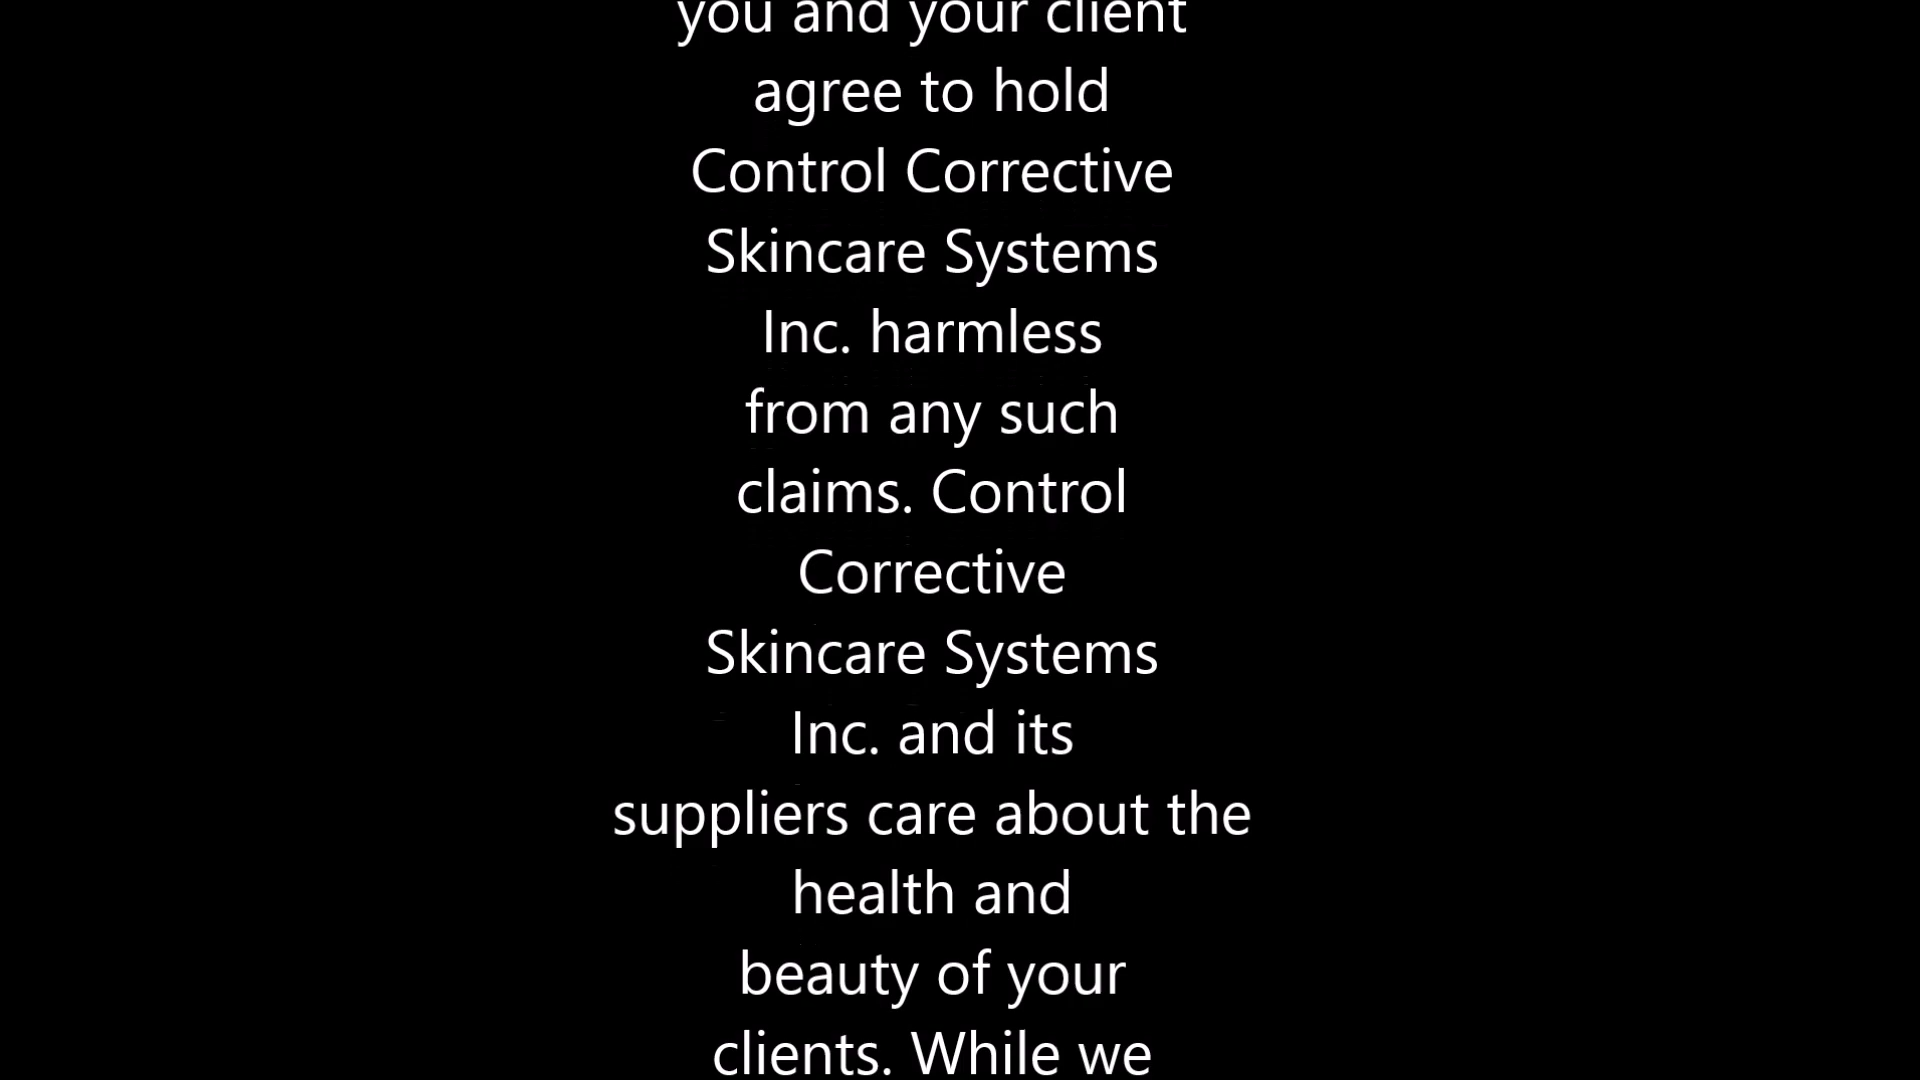 you and your client
agree to hold
Control Corrective
Skincare Systems
Inc. harmless
from any such
claims. Control
Corrective
Skincare Systems
Inc. and its
suppliers care about the
health and
beauty of your
clients. While we